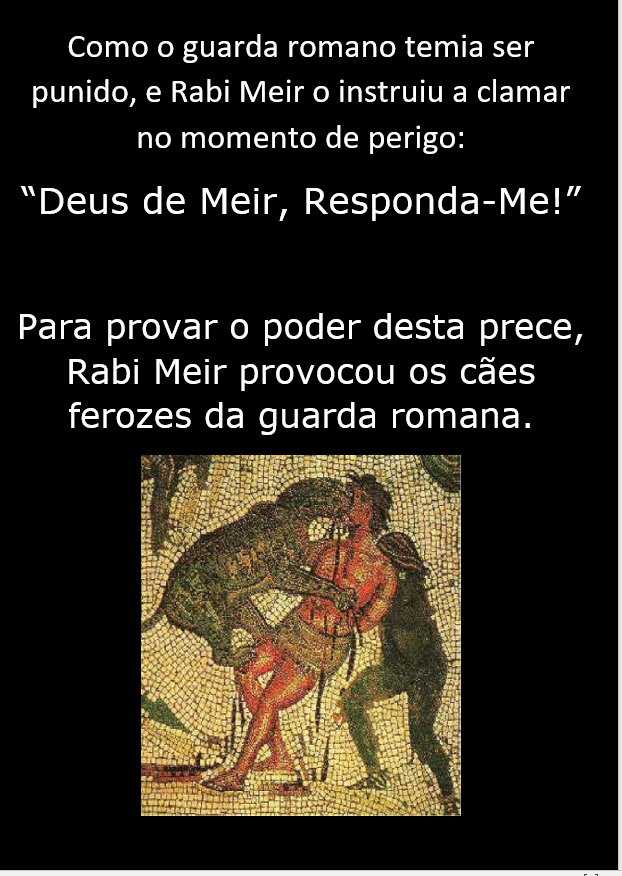 Como o guarda romano temia ser
punido, e Rabi Meir o instruiu a clamar
no momento de perigo:
“Deus de Meir, Responda-Me!”
Para provar o poder desta prece,
Rabi Meir provocou os cães
ferozes da guarda romana.